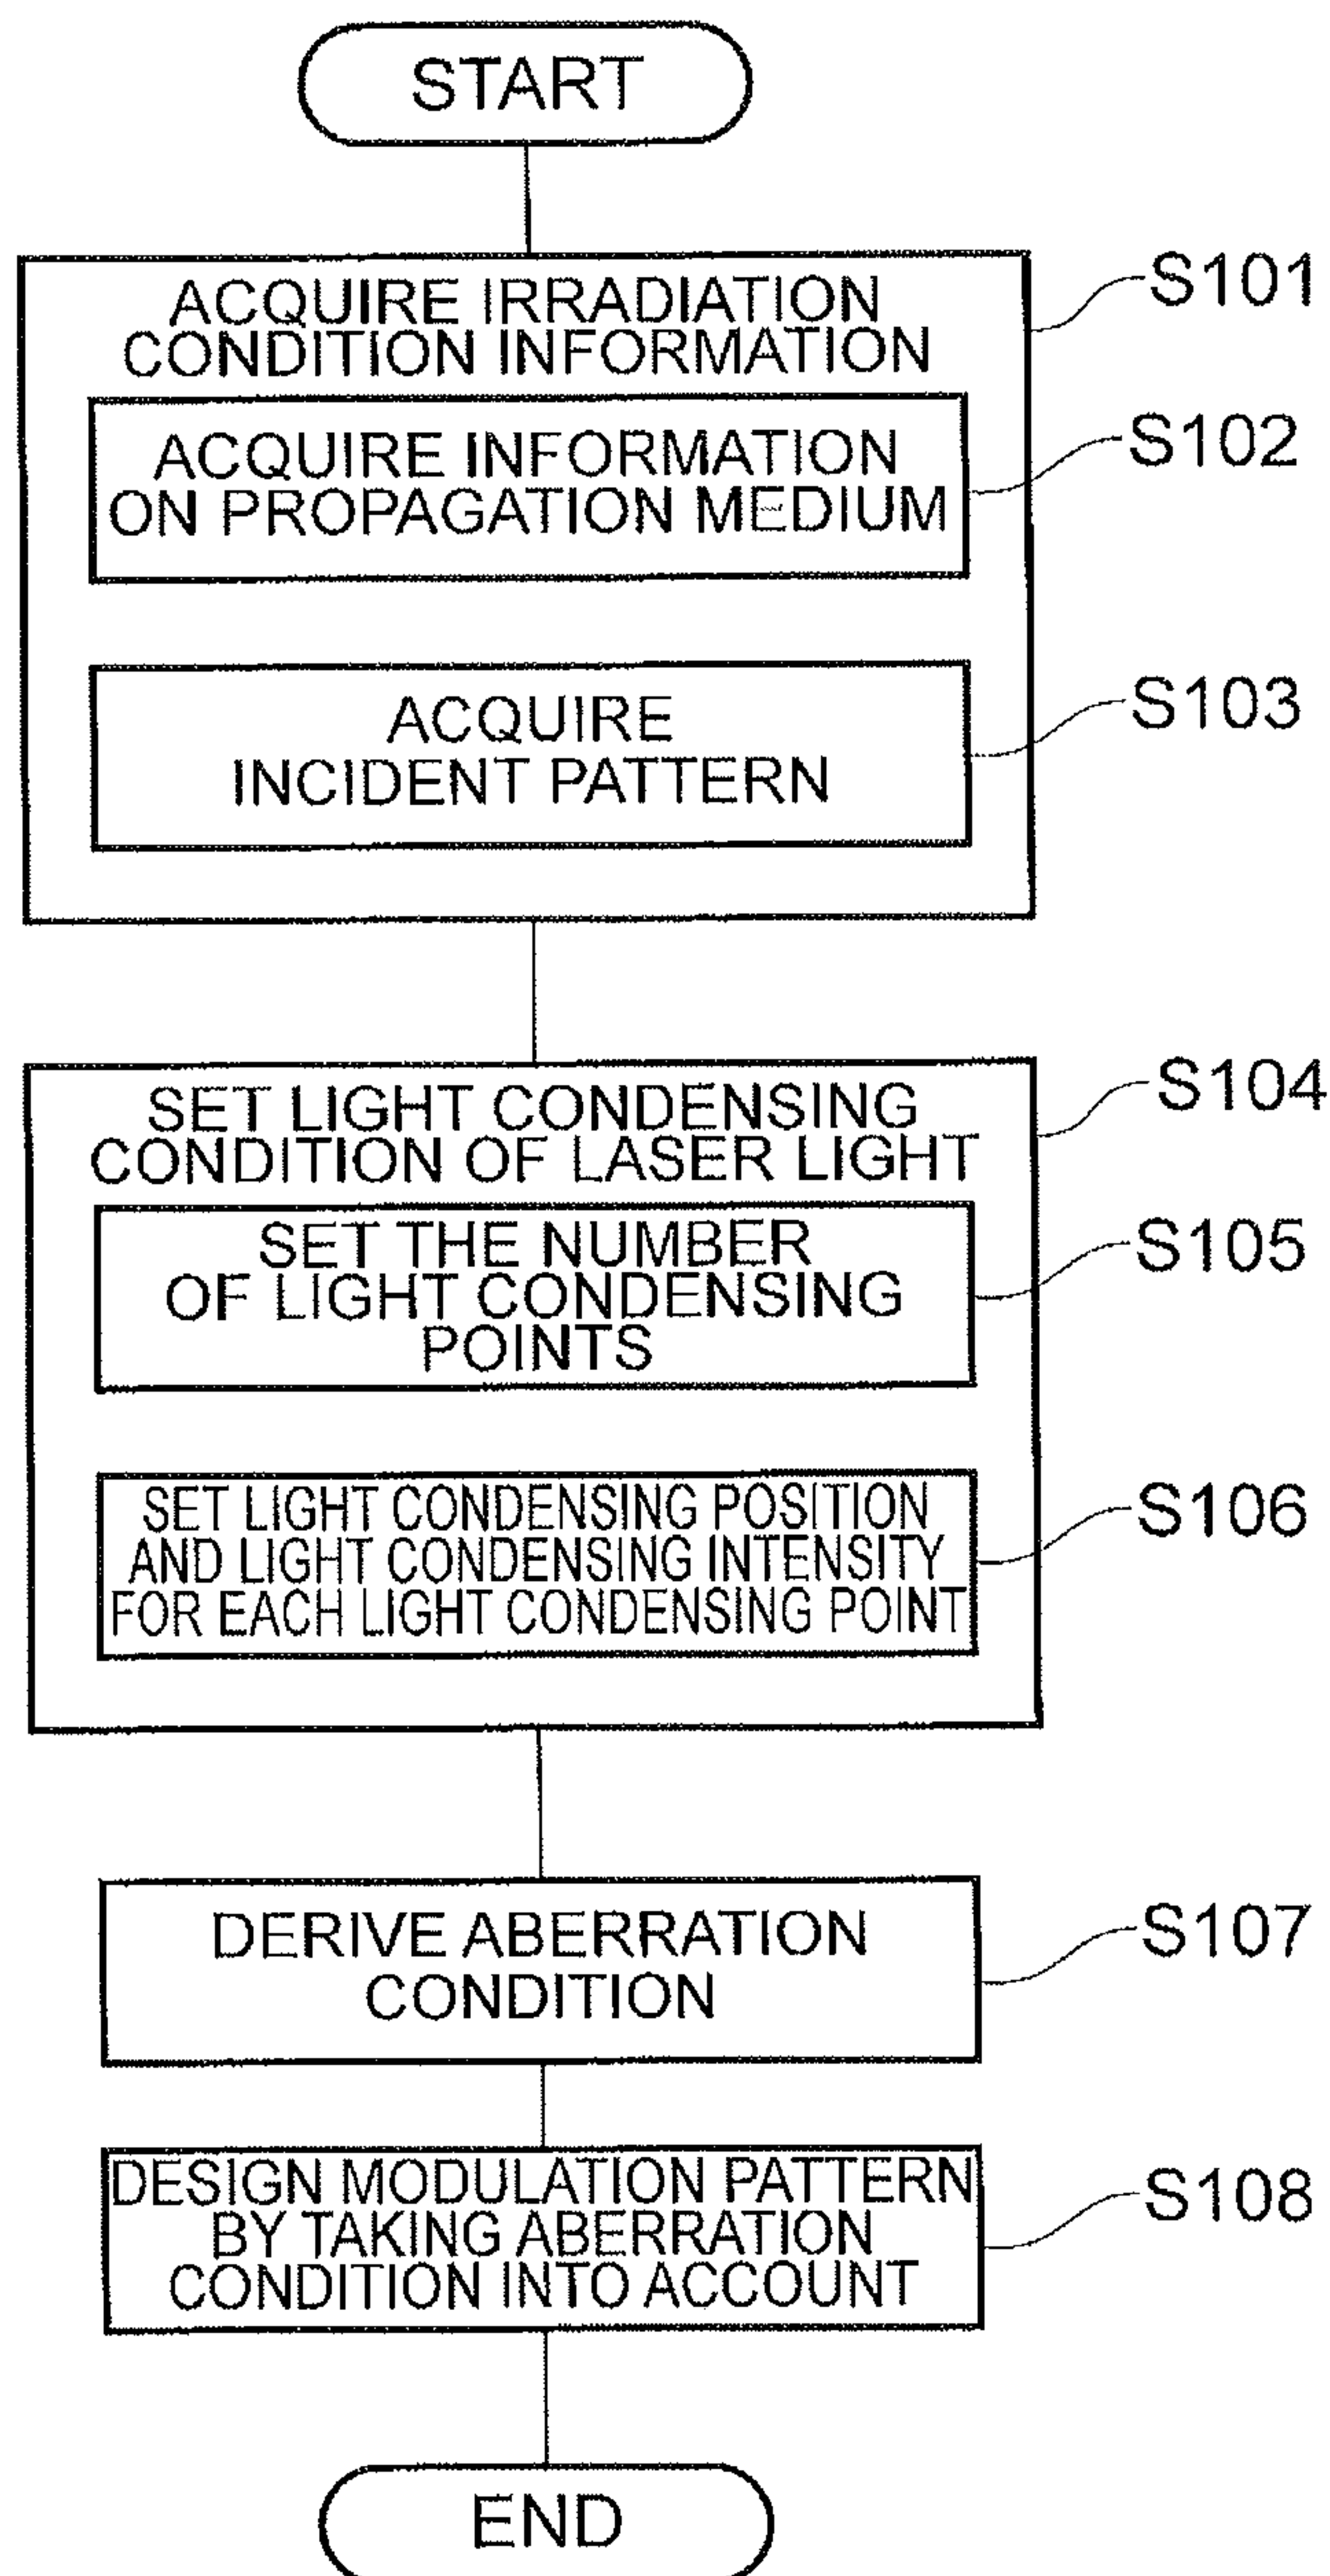 START
ACQUIRE IRRADIATION
CONDITION INFORMATION
S101
ACQUIRE INFORMATION
ON PROPAGATION MEDIUM
S102
ACQUIRE
INCIDENT PATTERN
S103
SET LIGHT CONDENSING
CONDITION OF LASER LIGHT
S104
SET THE NUMBER
OF LIGHT CONDENSING
POINTS
S105
SET LIGHT CONDENSING POSITION
AND LIGHT CONDENSING INTENSITY
FOR EACH LIGHT CONDENSING POINT
S106
DERIVE ABERRATION
CONDITION
S107
DESIGN MODULATION PATTERN
BY TAKING ABERRATION
CONDITION INTO ACCOUNT
S108
END